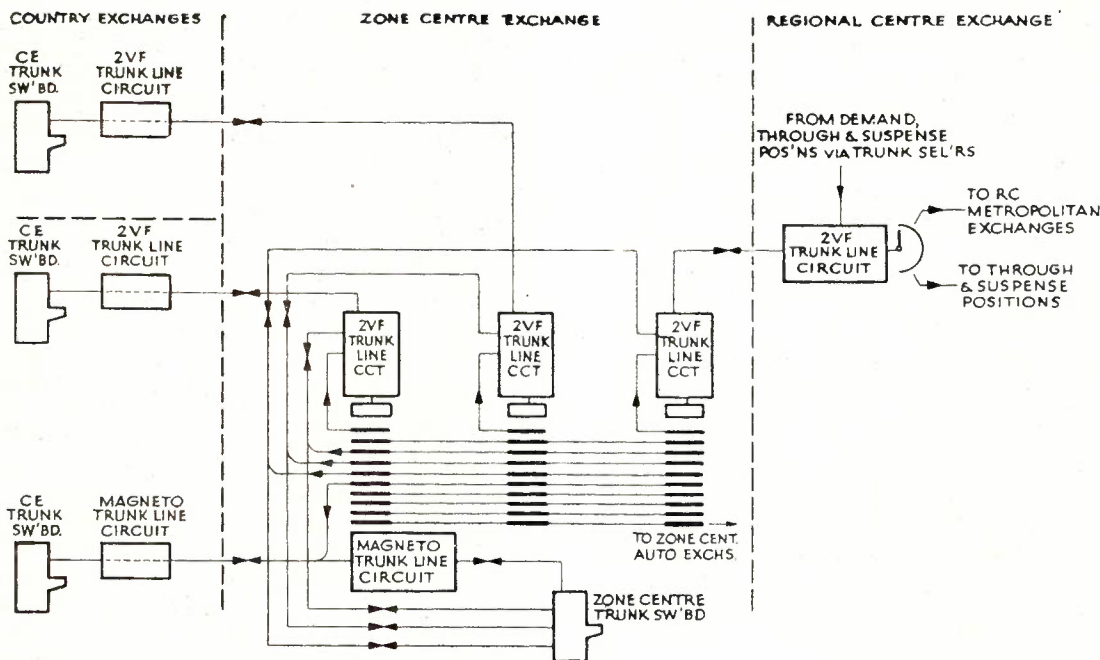 COUNTRY EXCHANGES
ZONE CENTRE EXCHANGE
REGIONAL CENTRE EXCHANGE
CE
TRUNK
SW'BD.
2VF
TRUNK LINE
CIRCUIT
FROM DEMAND,
THROUGH & SUSPENSE
POS'NS VIA TRUNK SEL'RS
TO RC
METROPOLITAN
EXCHANGES
2VF
TRUNK LINE
CIRCUIT
TO THROUGH
& SUSPENSE
POSITIONS
CE
TRUNK
SW'BD.
2VF
TRUNK LINE
CIRCUIT
2VF
TRUNK
LINE
CCT
2VF
TRUNK
LINE
CCT
2VF
TRUNK
LINE
CCT
CE
TRUNK
SW'BD.
MAGNETO
TRUNK LINE
CIRCUIT
MAGNETO
TRUNK LINE
CIRCUIT
TO ZONE CENT.
AUTO EXCHS.
ZONE CENTRE
TRUNK SW'BD